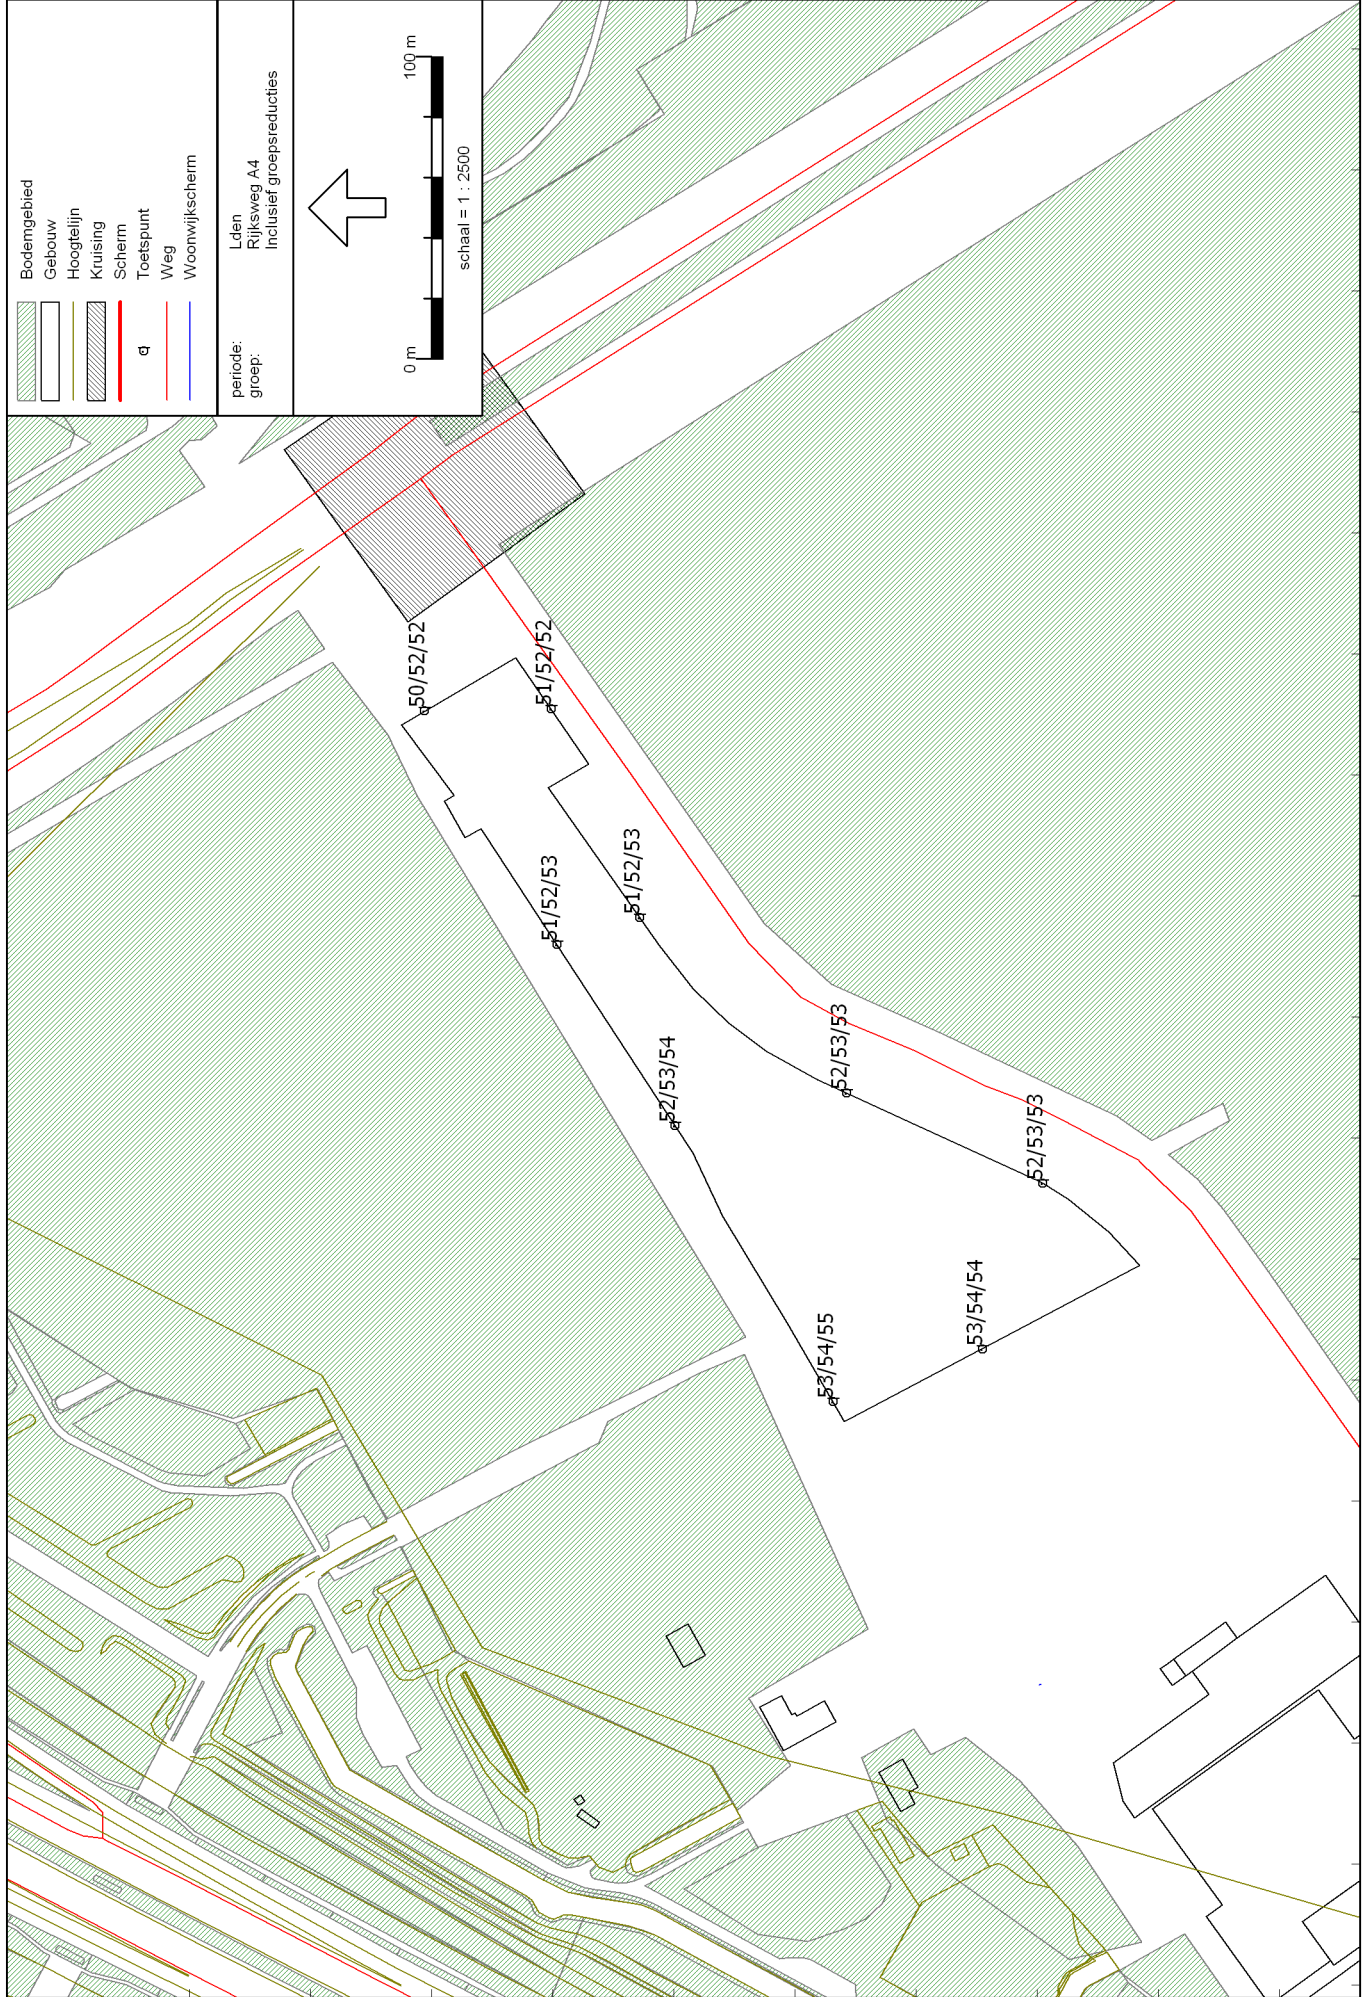 Bodemgebied
Gebouw
Hoogtelijn
Kruising
Scherm
Toetspunt
Weg
Woonwijkscherm
periode: Lden
groep: Rijksweg A4
Inclusief groepsreducties
0 m 100 m
schaal = 1 : 2500
50/52/52
51/52/52
51/52/53
51/52/53
52/53/54
52/53/53
52/53/53
53/54/55
53/54/54